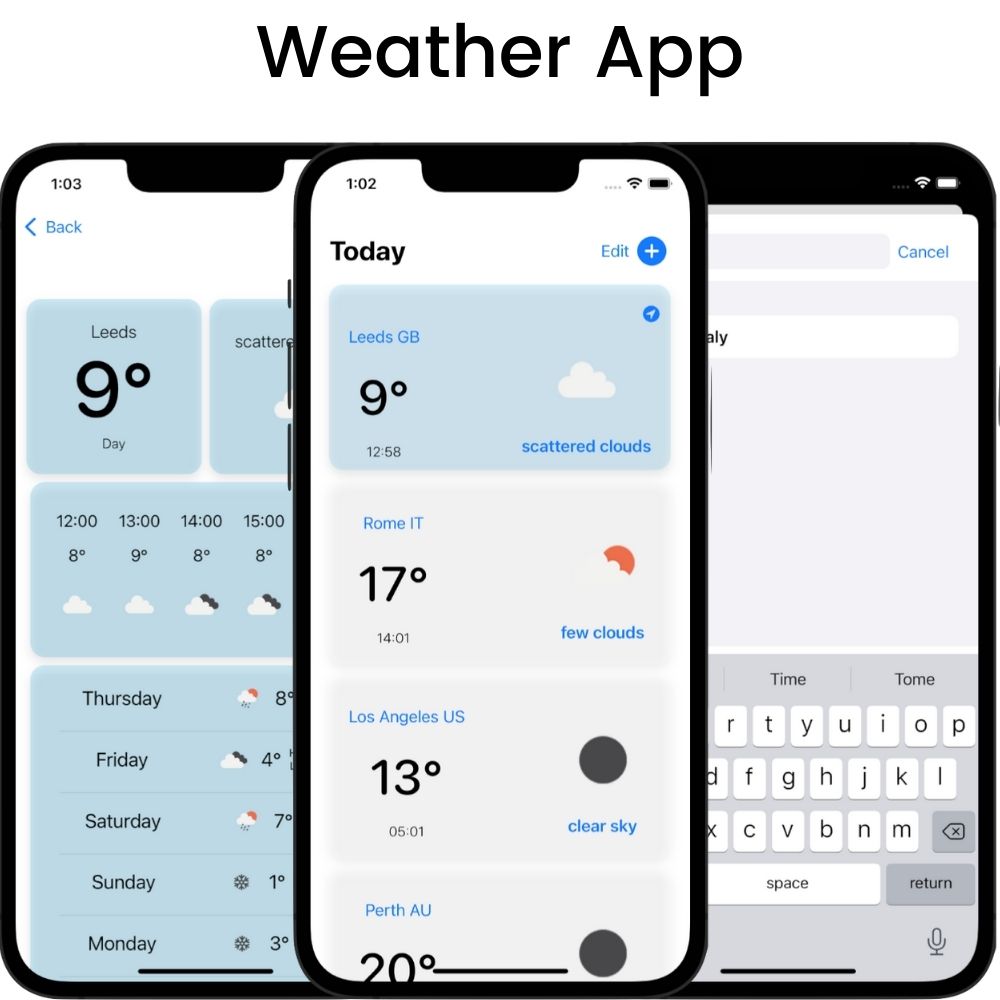 Weather App
1:03
Back
Leeds
9°
Day
12:00 13:00 14:00 15:00
8° 9° 8° 8°
Thursday 8°
Friday 4°
Saturday 7°
Sunday 1°
Monday 3°
1:02
Today
Edit
Leeds GB
9°
12:58
scattered clouds
Rome IT
17°
14:01
few clouds
Los Angeles US
13°
05:01
clear sky
Perth AU
20°
Cancel
Time Tome
r t y u i o p
d f g h j k l
x c v b n m
space return